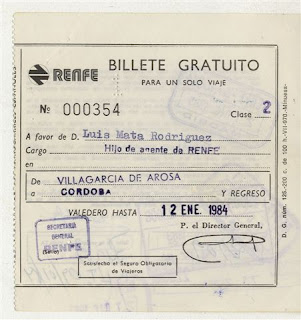 RENFE
BILLETE GRATUITO
PARA UN SOLO VIAJE
Nº 000354
Clase 2
A favor de D. Luis Mata Rodriguez
Cargo Hijo de agente de RENFE
en
De VILLAGARCIA DE AROSA
a CORDOBA Y REGRESO
VALEDERO HASTA 12 ENE. 1984
P. el Director General,
SECRETARIA
GENERAL
RENFE
(Sello)
Satisfecho el Seguro Obligatorio
de Viajeros